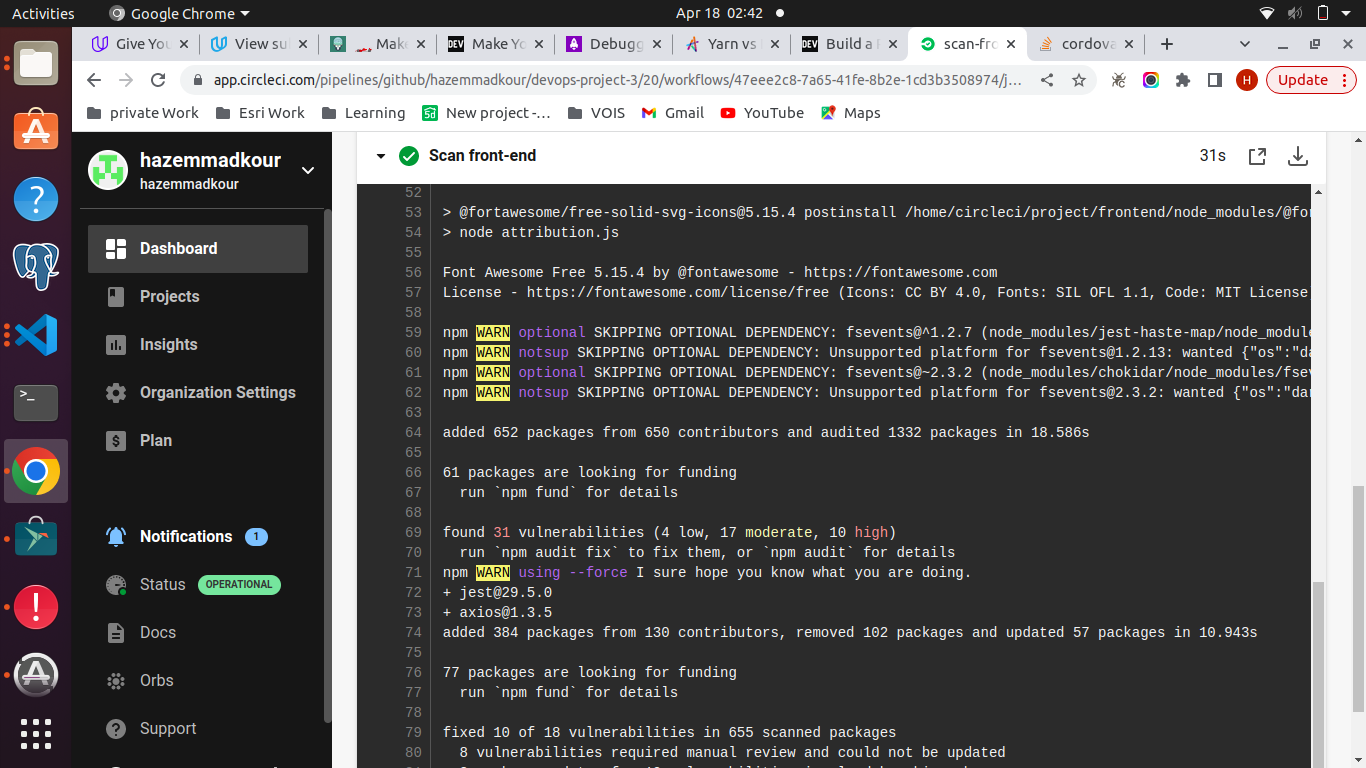 Activities
Google Chrome
Apr 18 02:42
Give You
View su
Make
DEV Make Yo
Debugg
Yarn vs
DEV Build a
scan-fro
cordova
app.circleci.com/pipelines/github/hazemmadkour/devops-project-3/20/workflows/47eee2c8-7a65-41fe-8b2e-1cd3b3508974/j...
H
Update
private Work
Esri Work
Learning
New project -...
VOIS
Gmail
YouTube
Maps
hazemmadkour
hazemmadkour
Dashboard
Projects
Insights
Organization Settings
Plan
Notifications 1
Status OPERATIONAL
Docs
Orbs
Support
Scan front-end
31s
52
53 > @fortawesome/free-solid-svg-icons@5.15.4 postinstall /home/circleci/project/frontend/node_modules/@for
54 > node attribution.js
55
56 Font Awesome Free 5.15.4 by @fontawesome - https://fontawesome.com
57 License - https://fontawesome.com/license/free (Icons: CC BY 4.0, Fonts: SIL OFL 1.1, Code: MIT License
58
59 npm WARN optional SKIPPING OPTIONAL DEPENDENCY: fsevents@^1.2.7 (node_modules/jest-haste-map/node_module
60 npm WARN notsup SKIPPING OPTIONAL DEPENDENCY: Unsupported platform for fsevents@1.2.13: wanted {"os":"da
61 npm WARN optional SKIPPING OPTIONAL DEPENDENCY: fsevents@~2.3.2 (node_modules/chokidar/node_modules/fsev
62 npm WARN notsup SKIPPING OPTIONAL DEPENDENCY: Unsupported platform for fsevents@2.3.2: wanted {"os":"dar
63
64 added 652 packages from 650 contributors and audited 1332 packages in 18.586s
65
66 61 packages are looking for funding
67 run `npm fund` for details
68
69 found 31 vulnerabilities (4 low, 17 moderate, 10 high)
70 run `npm audit fix` to fix them, or `npm audit` for details
71 npm WARN using --force I sure hope you know what you are doing.
72 + jest@29.5.0
73 + axios@1.3.5
74 added 384 packages from 130 contributors, removed 102 packages and updated 57 packages in 10.943s
75
76 77 packages are looking for funding
77 run `npm fund` for details
78
79 fixed 10 of 18 vulnerabilities in 655 scanned packages
80 8 vulnerabilities required manual review and could not be updated